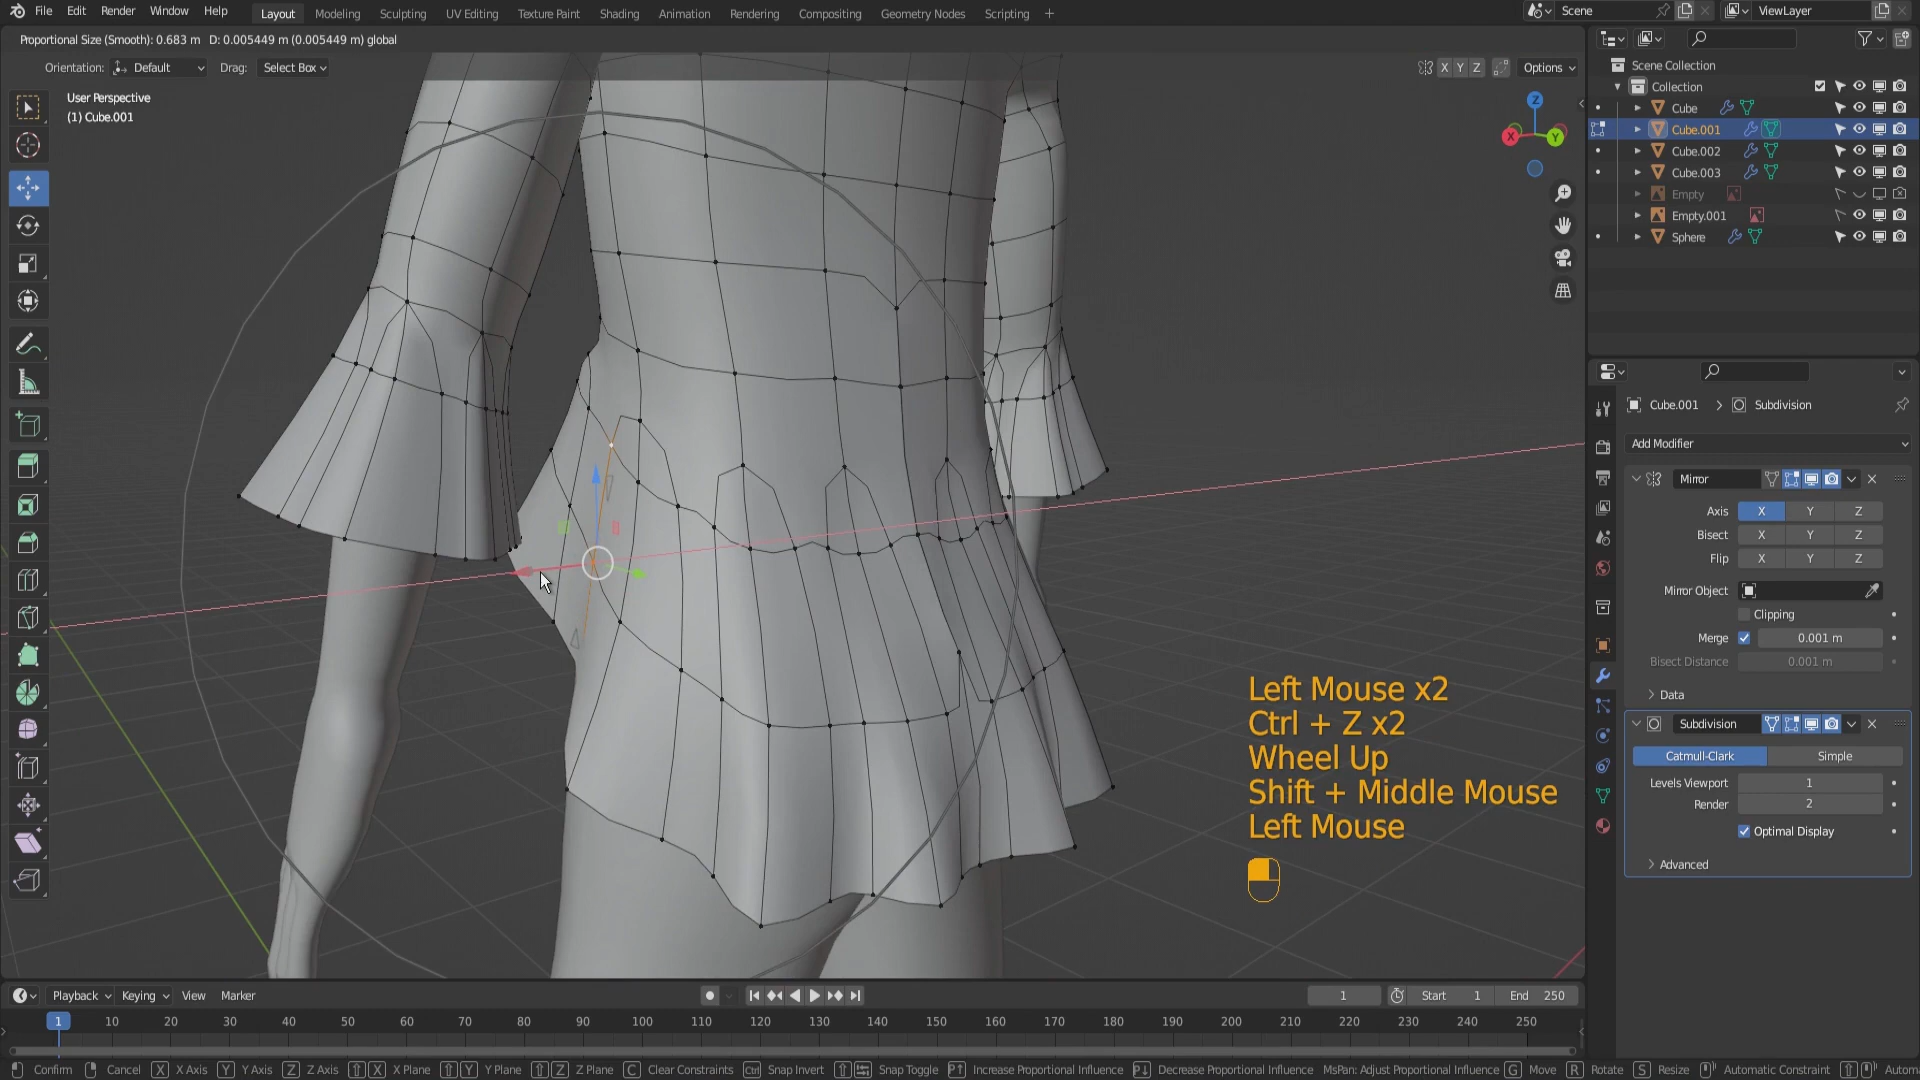 File Edit Render Window Help Layout Modeling Sculpting UV Editing Texture Paint Shading Animation Rendering Compositing Geometry Nodes Scripting + Scene ViewLayer
Proportional Size (Smooth): 0.683 m D: 0.005449 m (0.005449 m) global
Orientation: Default Drag: Select Box X Y Z Options
User Perspective
(1) Cube.001
Z
X
Y
Scene Collection
Collection
Cube
Cube.001
Cube.002
Cube.003
Empty
Empty.001
Sphere
Cube.001 > Subdivision
Add Modifier
Mirror
Axis X Y Z
Bisect X Y Z
Flip X Y Z
Mirror Object
Clipping
Merge 0.001 m
Bisect Distance 0.001 m
Data
Subdivision
Catmull-Clark Simple
Levels Viewport 1
Render 2
Optimal Display
Advanced
Left Mouse x2
Ctrl + Z x2
Wheel Up
Shift + Middle Mouse
Left Mouse
Playback Keying View Marker 1 Start 1 End 250
1 10 20 30 40 50 60 70 80 90 100 110 120 130 140 150 160 170 180 190 200 210 220 230 240 250
Confirm Cancel X X Axis Y Y Axis Z Z Axis X X Plane Y Y Plane Z Z Plane C Clear Constraints Ctrl Snap Invert Snap Toggle Increase Proportional Influence Decrease Proportional Influence MsPan: Adjust Proportional Influence G Move R Rotate S Resize Automatic Constraint Autom